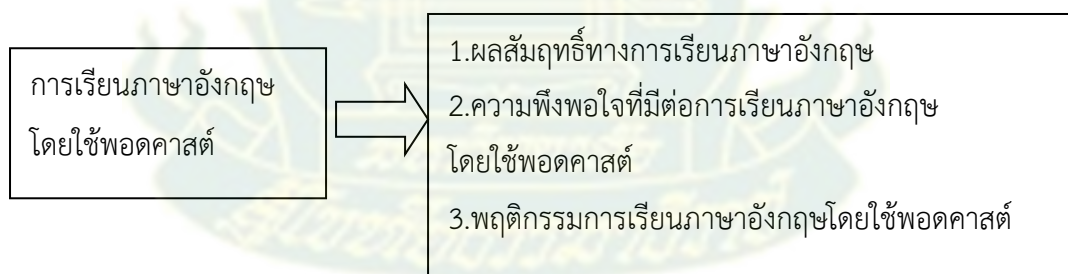 การเรียนภาษาอังกฤษ
โดยใช้พอดคาสต์
1.ผลสัมฤทธิ์ทางการเรียนภาษาอังกฤษ
2.ความพึงพอใจที่มีต่อการเรียนภาษาอังกฤษ
โดยใช้พอดคาสต์
3.พฤติกรรมการเรียนภาษาอังกฤษโดยใช้พอดคาสต์